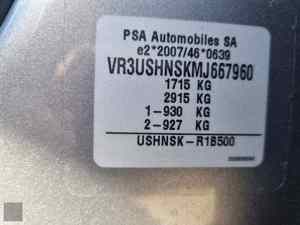 PSA Automobiles SA
e2*2007/46*0639
VR3USHNSKMJ667960
1715 KG
2915 KG
1-930 KG
2-927 KG
USHNSK-R1B500